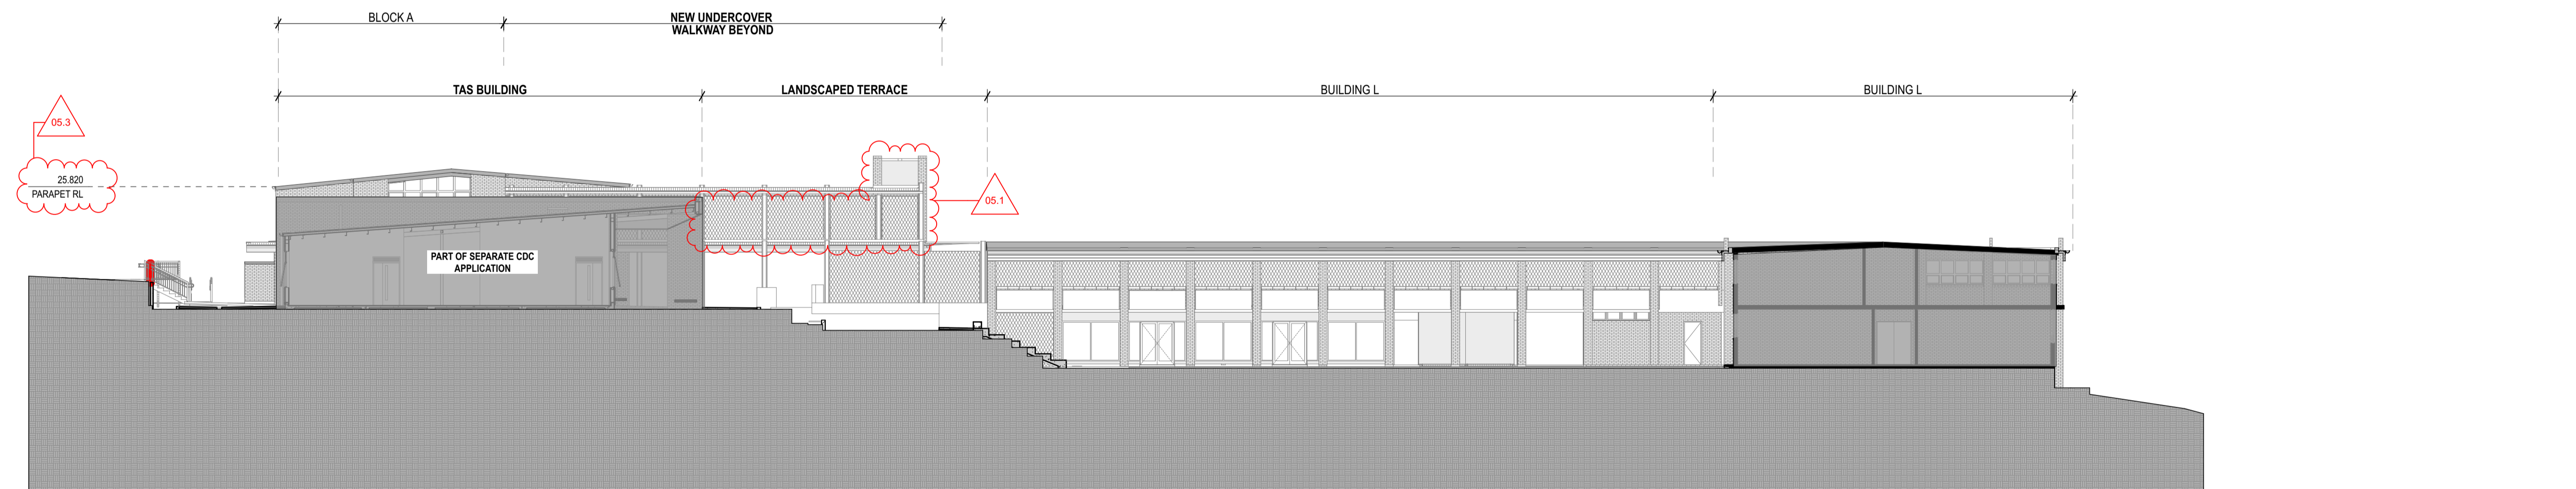 BLOCK A
NEW UNDERCOVER
WALKWAY BEYOND
TAS BUILDING
LANDSCAPED TERRACE
BUILDING L
BUILDING L
05.3
25.820
PARAPET RL
05.1
PART OF SEPARATE CDC
APPLICATION